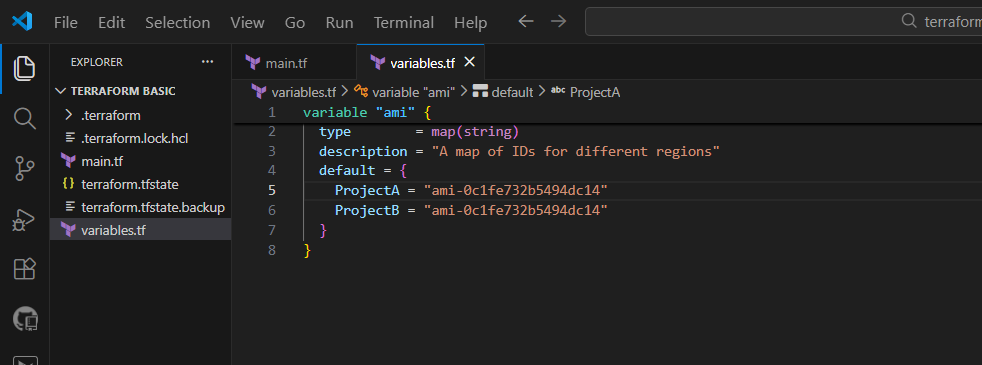 File Edit Selection View Go Run Terminal Help terraform
EXPLORER ... main.tf variables.tf
TERRAFORM BASIC
variables.tf > variable "ami" { > default > abc ProjectA
.terraform
.terraform.lock.hcl
main.tf
{} terraform.tfstate
terraform.tfstate.backup
variables.tf
1 variable "ami" {
2 type = map(string)
3 description = "A map of IDs for different regions"
4 default = {
5 ProjectA = "ami-0c1fe732b5494dc14"
6 ProjectB = "ami-0c1fe732b5494dc14"
7 }
8 }